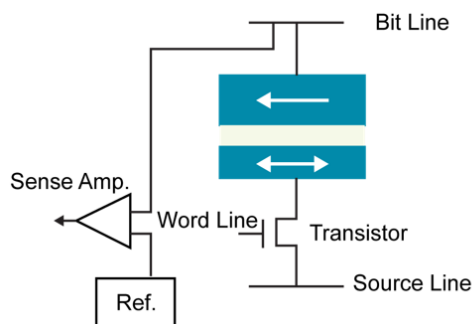 Bit Line
Sense Amp.
Word Line
Transistor
Source Line
Ref.